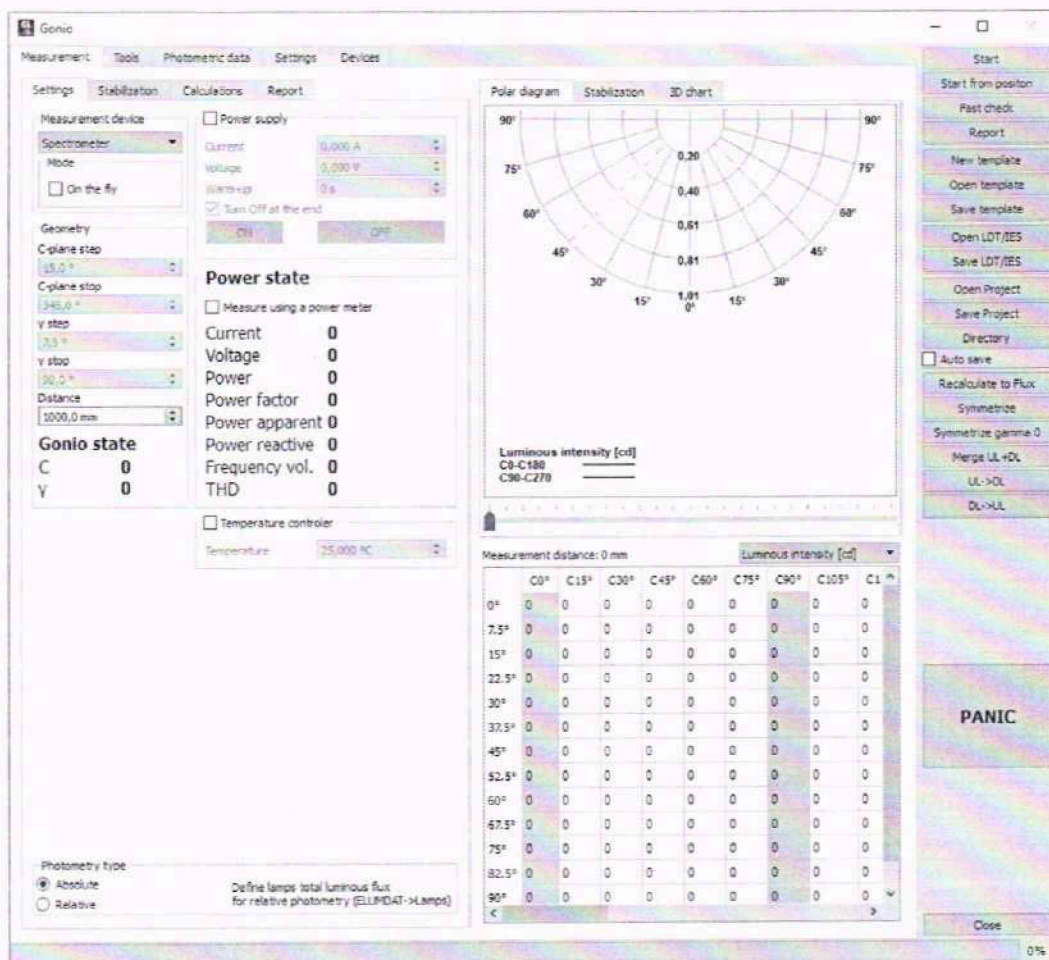 Gonio
Measurement Tools Photometric data Settings Devices
Settings Stabilization Calculations Report
Measurement device
Spectrometer
Mode
On the fly
Geometry
C-plane step
15,0 °
C-plane stop
345,0 °
γ step
7,5 °
γ stop
90,0 °
Distance
1000,0 mm
Gonio state
C 0
γ 0
Power supply
Current 0,000 A
Voltage 0,000 V
Warm-up 0 s
Turn Off at the end
ON OFF
Power state
Measure using a power meter
Current 0
Voltage 0
Power 0
Power factor 0
Power apparent 0
Power reactive 0
Frequency vol. 0
THD 0
Temperature controler
Temperature 25,000 °C
Photometry type
Absolute
Relative
Define lamps total luminous flux
for relative photometry (ELUMDAT->Lamps)
Polar diagram Stabilization 3D chart
90° 90°
0,20
75° 75°
0,40
60° 60°
0,61
45° 45°
0,81
30° 30°
15° 1,01 15°
0°
Luminous intensity [cd]
C0-C180
C90-C270
Measurement distance: 0 mm Luminous intensity [cd]
C0° C15° C30° C45° C60° C75° C90° C105° C1
0° 0 0 0 0 0 0 0 0 0
7.5° 0 0 0 0 0 0 0 0 0
15° 0 0 0 0 0 0 0 0 0
22.5° 0 0 0 0 0 0 0 0 0
30° 0 0 0 0 0 0 0 0 0
37.5° 0 0 0 0 0 0 0 0 0
45° 0 0 0 0 0 0 0 0 0
52.5° 0 0 0 0 0 0 0 0 0
60° 0 0 0 0 0 0 0 0 0
67.5° 0 0 0 0 0 0 0 0 0
75° 0 0 0 0 0 0 0 0 0
82.5° 0 0 0 0 0 0 0 0 0
90° 0 0 0 0 0 0 0 0 0
Start
Start from positon
Fast check
Report
New template
Open template
Save template
Open LDT/IES
Save LDT/IES
Open Project
Save Project
Directory
Auto save
Recalculate to Flux
Symmetrize
Symmetrize gamma 0
Merge UL+DL
UL->DL
DL->UL
PANIC
Close
0%